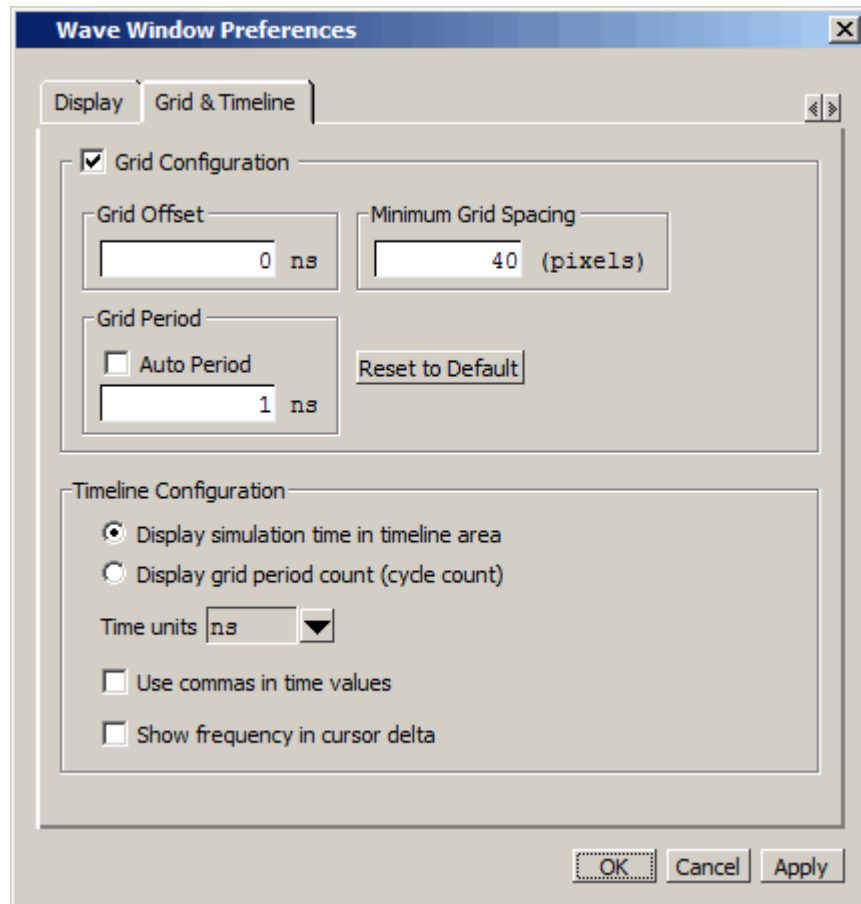 Wave Window Preferences
Display Grid & Timeline
Grid Configuration
Grid Offset Minimum Grid Spacing
0 ns 40 (pixels)
Grid Period
Auto Period
Reset to Default
1 ns
Timeline Configuration
Display simulation time in timeline area
Display grid period count (cycle count)
Time units ns
Use commas in time values
Show frequency in cursor delta
OK Cancel Apply